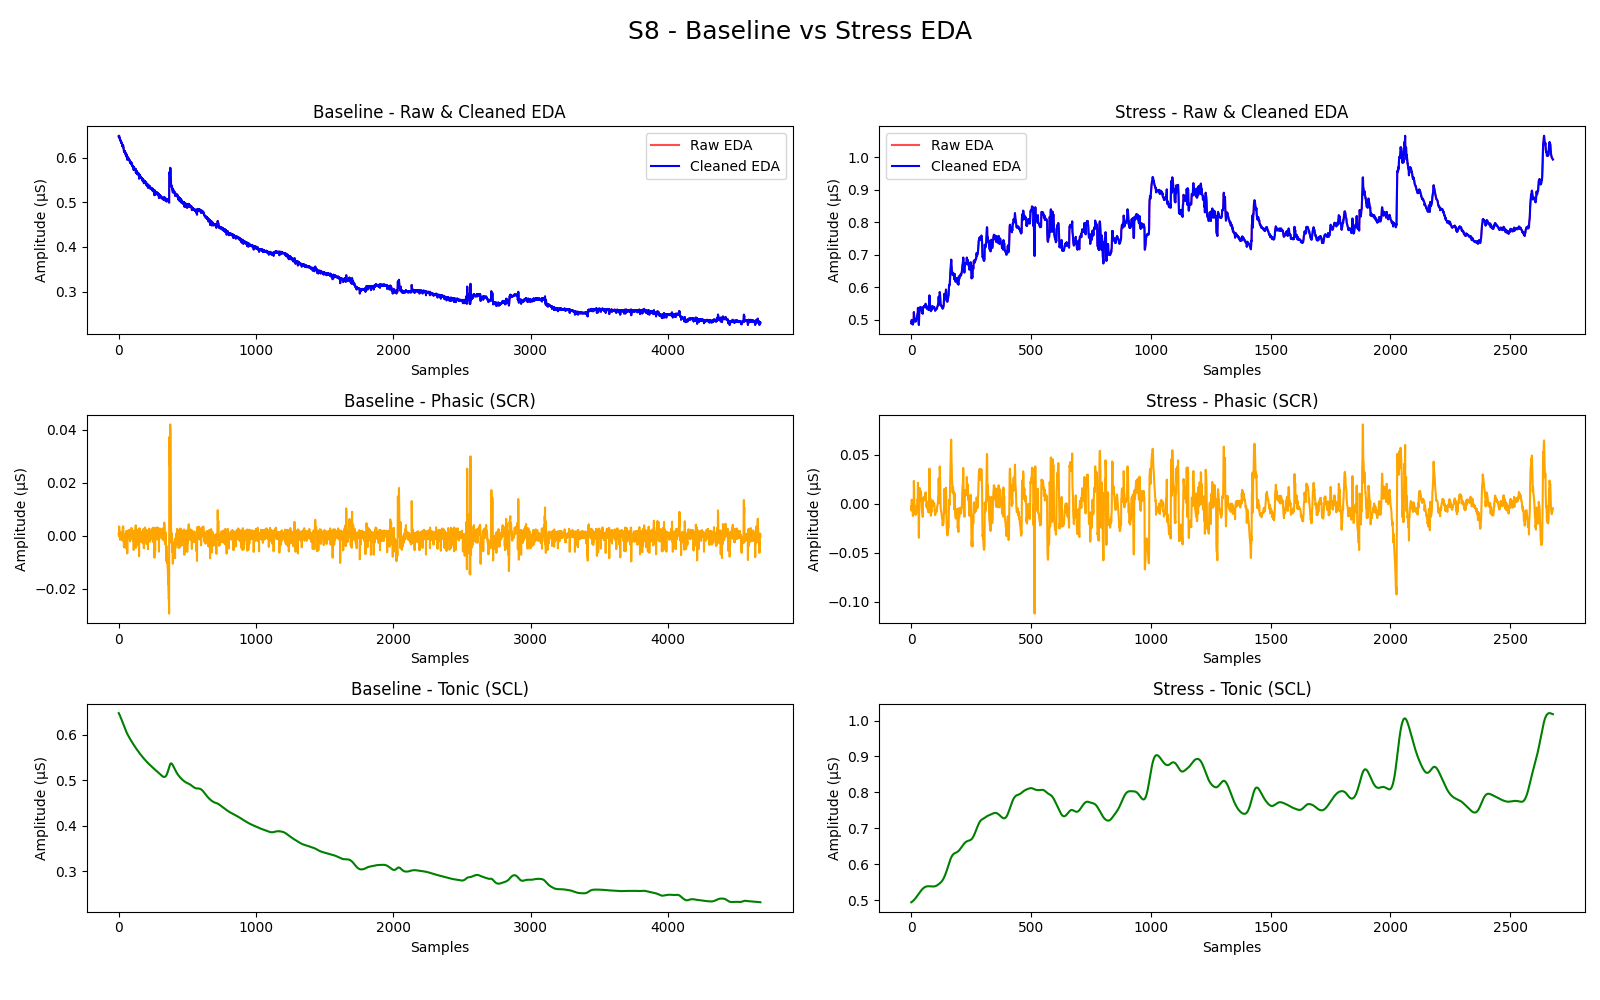 S8 - Baseline vs Stress EDA
Baseline - Raw & Cleaned EDA
Amplitude (µS)
0.6
0.5
0.4
0.3
Raw EDA
Cleaned EDA
0 1000 2000 3000 4000
Samples
Stress - Raw & Cleaned EDA
Amplitude (µS)
1.0
0.9
0.8
0.7
0.6
0.5
Raw EDA
Cleaned EDA
0 500 1000 1500 2000 2500
Samples
Baseline - Phasic (SCR)
Amplitude (µS)
0.04
0.02
0.00
−0.02
0 1000 2000 3000 4000
Samples
Stress - Phasic (SCR)
Amplitude (µS)
0.05
0.00
−0.05
−0.10
0 500 1000 1500 2000 2500
Samples
Baseline - Tonic (SCL)
Amplitude (µS)
0.6
0.5
0.4
0.3
0 1000 2000 3000 4000
Samples
Stress - Tonic (SCL)
Amplitude (µS)
1.0
0.9
0.8
0.7
0.6
0.5
0 500 1000 1500 2000 2500
Samples